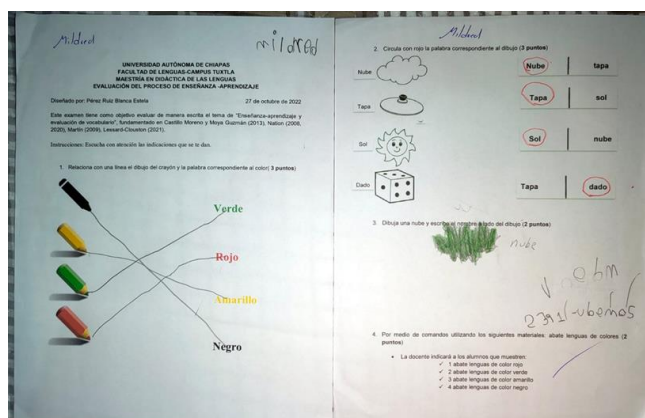 Mildred
mildred
UNIVERSIDAD AUTÓNOMA DE CHIAPAS
FACULTAD DE LENGUAS-CAMPUS TUXTLA
MAESTRÍA EN DIDÁCTICA DE LAS LENGUAS
EVALUACIÓN DEL PROCESO DE ENSEÑANZA -APRENDIZAJE
Diseñado por: Pérez Ruiz Blanca Estela 27 de octubre de 2022
Este examen tiene como objetivo evaluar de manera escrita el tema de "Enseñanza-aprendizaje y
evaluación de vocabulario", fundamentado en Castillo Moreno y Moya Guzmán (2013), Nation (2008,
2020), Martin (2009), Lessard-Clouston (2021).
Instrucciones: Escucha con atención las indicaciones que se te dan.
1. Relaciona con una línea el dibujo del crayón y la palabra correspondiente al color( 3 puntos)
Verde
Rojo
Amarillo
Negro
Mildred
2. Circula con rojo la palabra correspondiente al dibujo (3 puntos)
Nube Nube tapa
Tapa Tapa sol
Sol Sol nube
Dado Tapa dado
3. Dibuja una nube y escribe el nombre a lado del dibujo (2 puntos)
nube
4. Por medio de comandos utilizando los siguientes materiales: abate lenguas de colores (2
puntos)
• La docente indicará a los alumnos que muestren:
✓ 1 abate lenguas de color rojo
✓ 2 abate lenguas de color verde
✓ 3 abate lenguas de color amarillo
✓ 4 abate lenguas de color negro